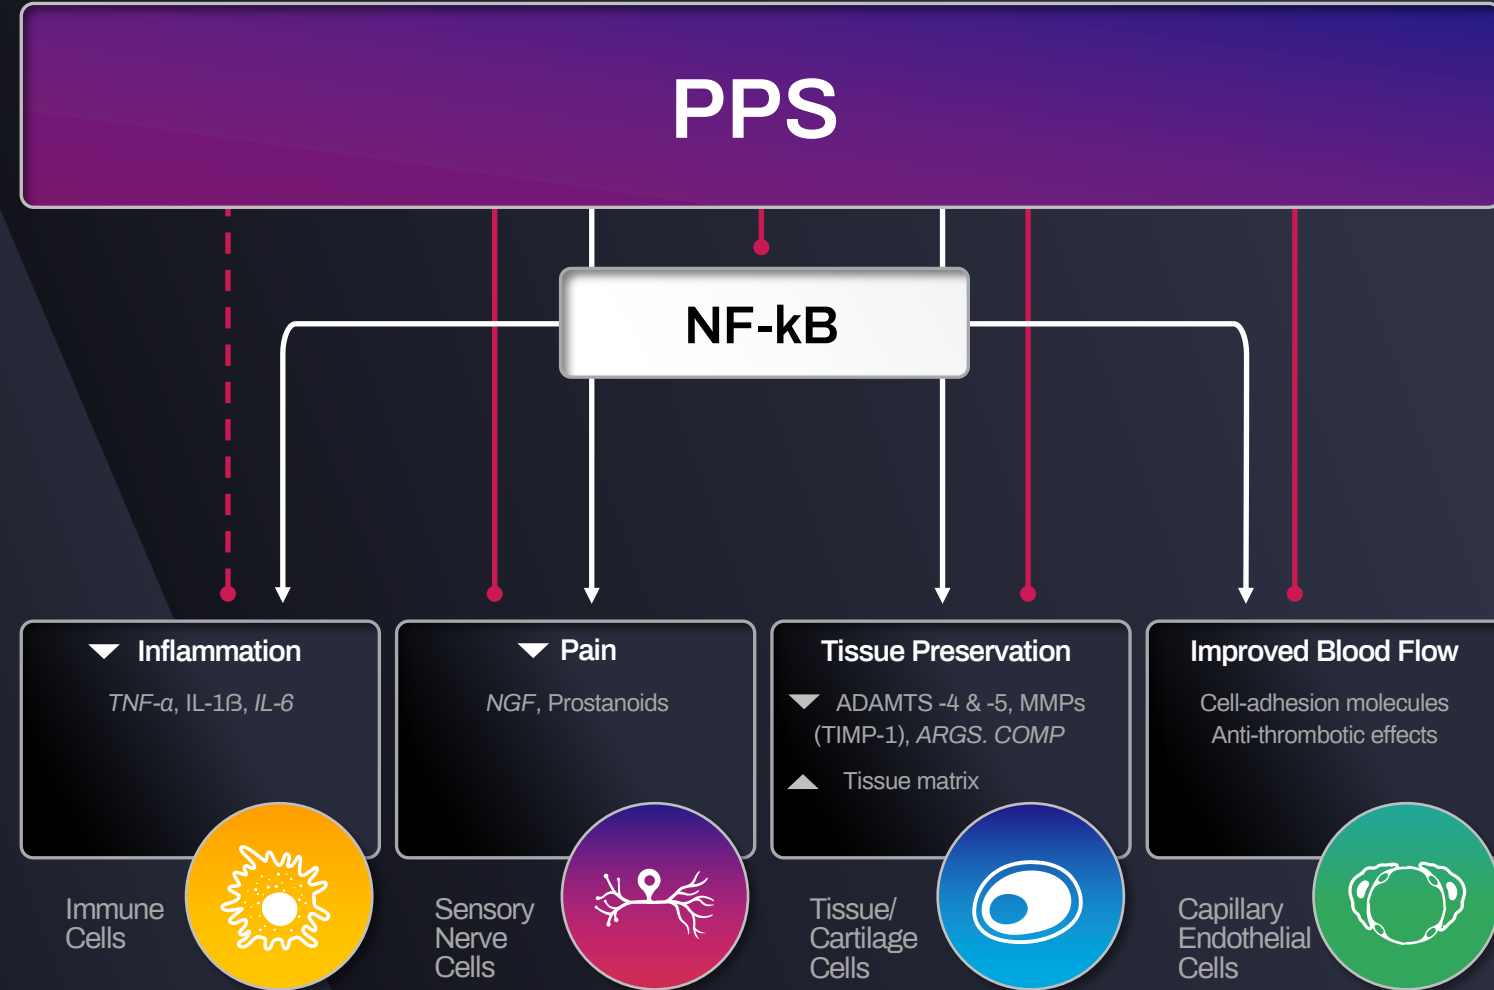 PPS
NF-kB
Inflammation
TNF-α, IL-1ß, IL-6
Pain
NGF, Prostanoids
Tissue Preservation
ADAMTS -4 & -5, MMPs
(TIMP-1), ARGS. COMP
Tissue matrix
Improved Blood Flow
Cell-adhesion molecules
Anti-thrombotic effects
Immune
Cells
Sensory
Nerve
Cells
Tissue/
Cartilage
Cells
Capillary
Endothelial
Cells